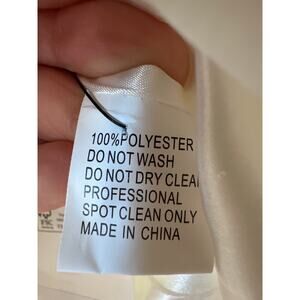 100%POLYESTER
DO NOT WASH
DO NOT DRY CLEA
PROFESSIONAL
SPOT CLEAN ONLY
MADE IN CHINA